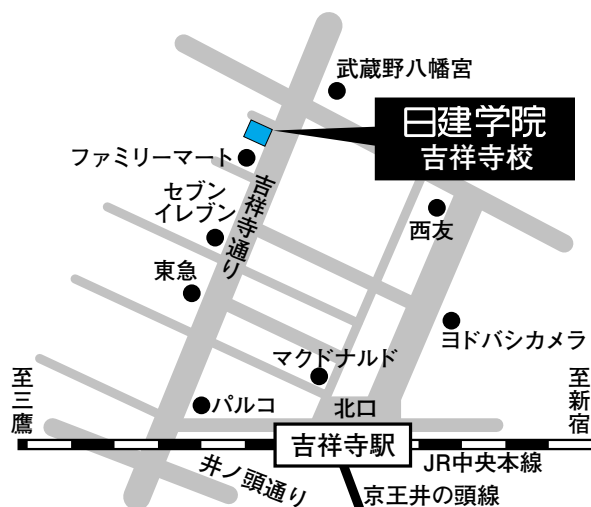 武蔵野八幡宮
日建学院
吉祥寺校
ファミリーマート
セブン
イレブン
吉祥寺通り
西友
東急
ヨドバシカメラ
マクドナルド
至三鷹
パルコ
北口
至新宿
吉祥寺駅
JR中央本線
井ノ頭通り
京王井の頭線